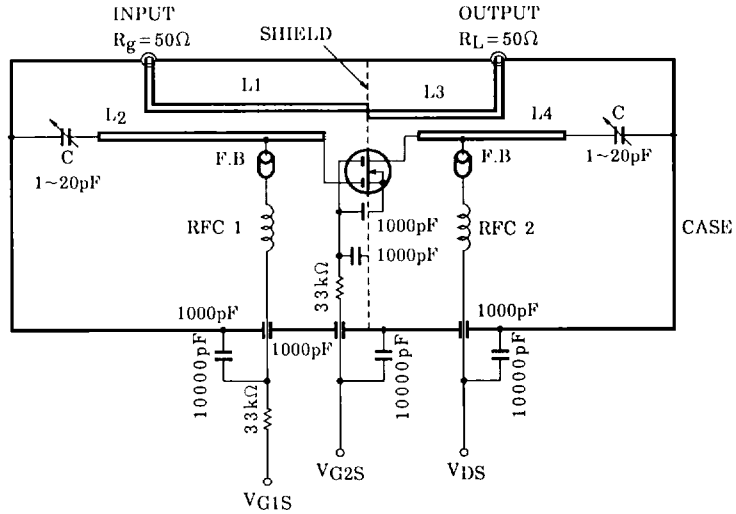 INPUT
Rg=50Ω
SHIELD
OUTPUT
RL=50Ω
L1
L3
L2
L4
C
1~20pF
F.B
F.B
C
1~20pF
RFC 1
1000pF
RFC 2
CASE
1000pF
33kΩ
1000pF
1000pF
1000pF
10000pF
10000pF
10000pF
33kΩ
VG1S
VG2S
VDS